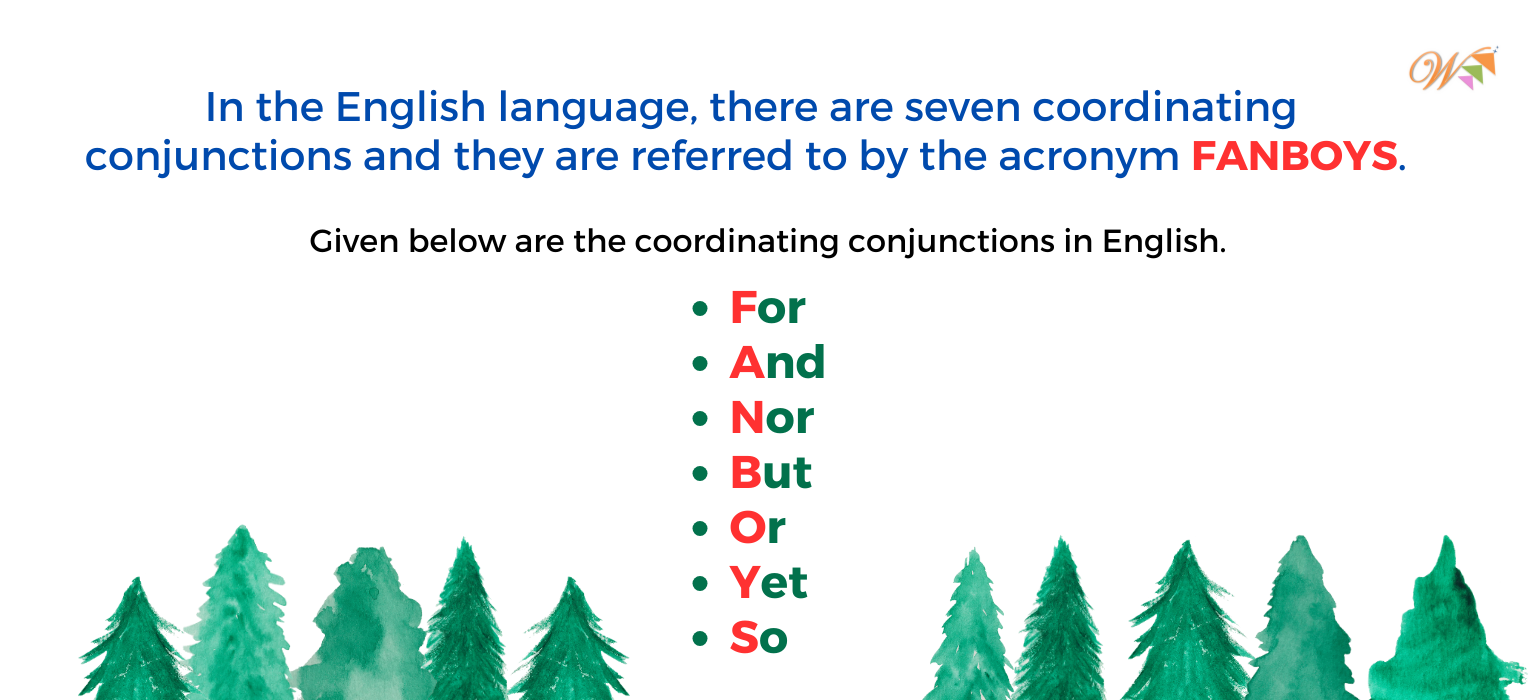 W
In the English language, there are seven coordinating
conjunctions and they are referred to by the acronym FANBOYS.
Given below are the coordinating conjunctions in English.
• For
• And
• Nor
• But
• Or
• Yet
• So